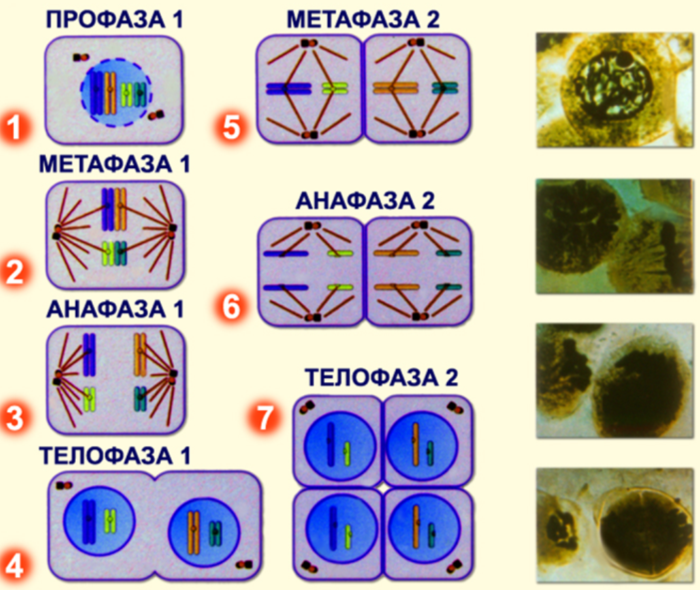 ПРОФАЗА 1
1
МЕТАФАЗА 1
2
АНАФАЗА 1
3
ТЕЛОФАЗА 1
4
МЕТАФАЗА 2
5
АНАФАЗА 2
6
ТЕЛОФАЗА 2
7